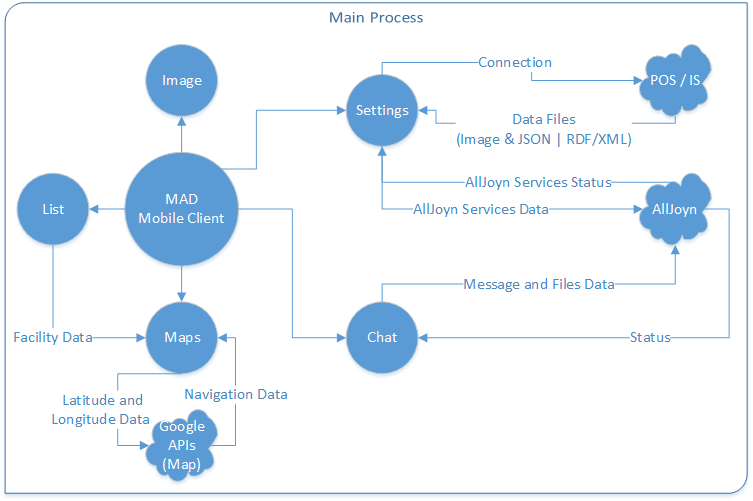 Main Process
Connection
Image
POS / IS
Settings
Data Files
(Image & JSON | RDF/XML)
AllJoyn Services Status
MAD
Mobile Client
List
AllJoyn Services Data
AllJoyn
Message and Files Data
Facility Data
Maps
Chat
Status
Latitude and
Longitude Data
Navigation Data
Google
APIs
(Map)